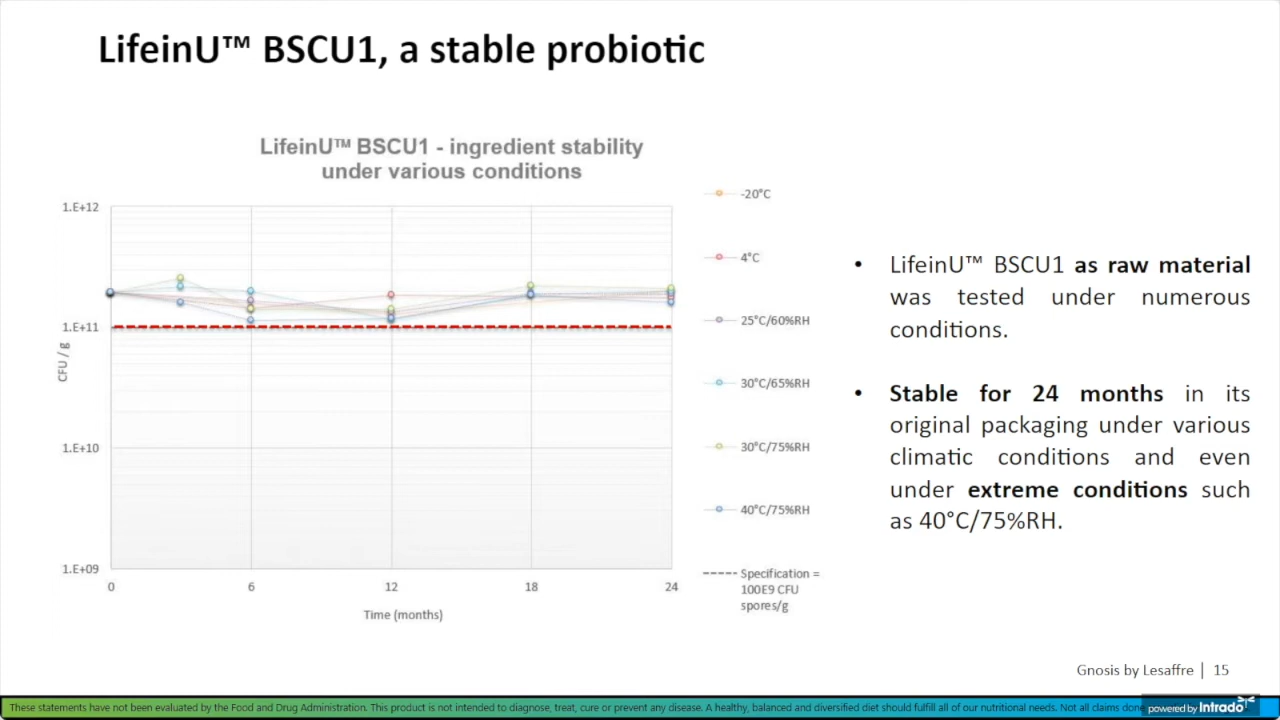 LifeinU™ BSCU1, a stable probiotic
LifeinU™ BSCU1 - ingredient stability
under various conditions
1.E+12
1.E+11
1.E+10
1.E+09
CFU / g
0
6
12
18
24
Time (months)
-20°C
4°C
25°C/60%RH
30°C/65%RH
30°C/75%RH
40°C/75%RH
Specification =
100E9 CFU
spores/g
• LifeinU™ BSCU1 as raw material
was tested under numerous
conditions.
• Stable for 24 months in its
original packaging under various
climatic conditions and even
under extreme conditions such
as 40°C/75%RH.
Gnosis by Lesaffre | 15
These statements have not been evaluated by the Food and Drug Administration. This product is not intended to diagnose, treat, cure or prevent any disease. A healthy, balanced and diversified diet should fulfill all of our nutritional needs. Not all claims done
powered by Intrado